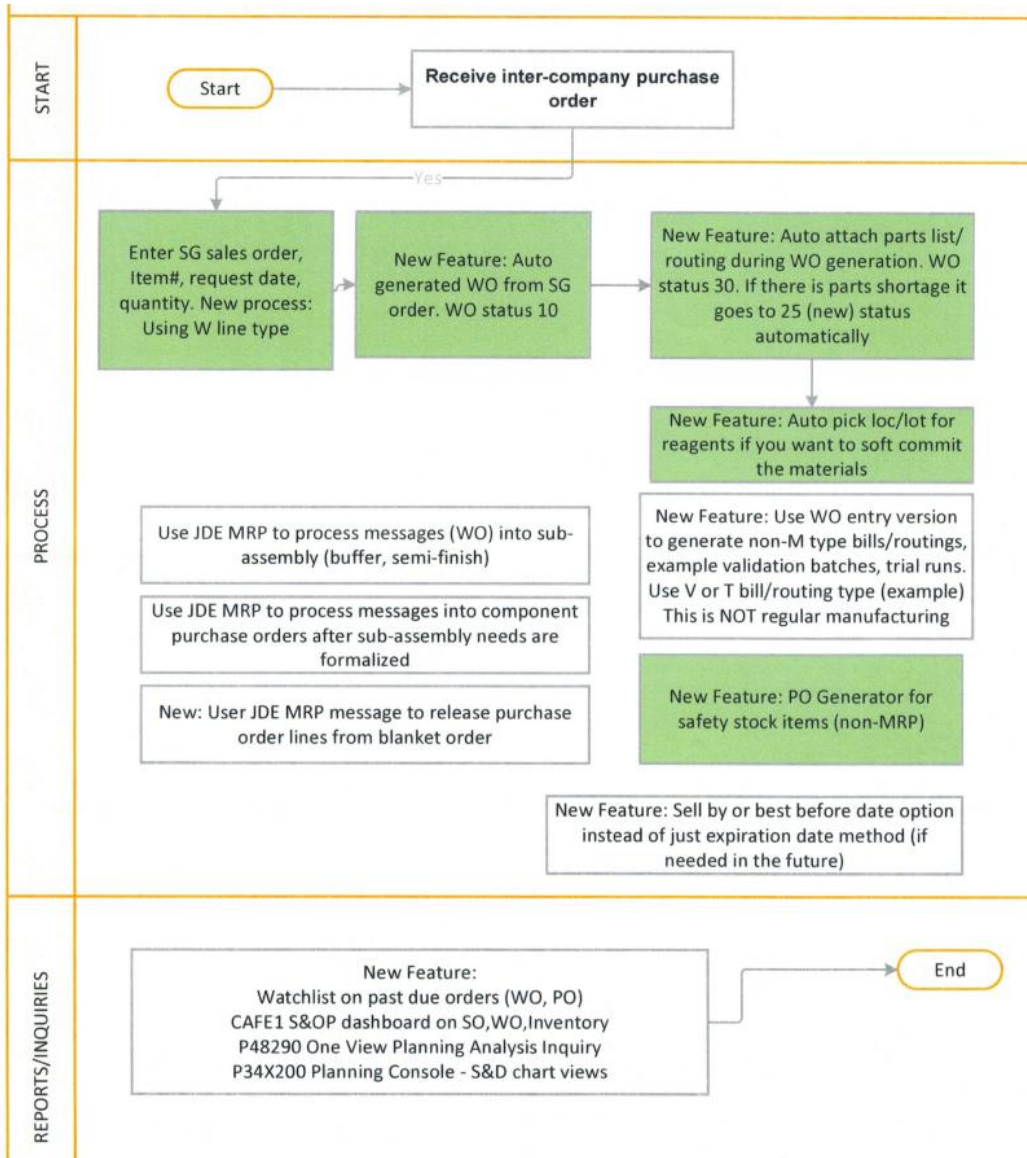 START
Start
Receive inter-company purchase
order
PROCESS
Yes
Enter SG sales order,
Item#, request date,
quantity. New process:
Using W line type
New Feature: Auto
generated WO from SG
order. WO status 10
New Feature: Auto attach parts list/
routing during WO generation. WO
status 30. If there is parts shortage it
goes to 25 (new) status
automatically
New Feature: Auto pick loc/lot for
reagents if you want to soft commit
the materials
Use JDE MRP to process messages (WO) into sub-
assembly (buffer, semi-finish)
Use JDE MRP to process messages into component
purchase orders after sub-assembly needs are
formalized
New: User JDE MRP message to release purchase
order lines from blanket order
New Feature: Use WO entry version
to generate non-M type bills/routings,
example validation batches, trial runs.
Use V or T bill/routing type (example)
This is NOT regular manufacturing
New Feature: PO Generator for
safety stock items (non-MRP)
New Feature: Sell by or best before date option
instead of just expiration date method (if
needed in the future)
REPORTS/INQUIRIES
New Feature:
Watchlist on past due orders (WO, PO)
CAFE1 S&OP dashboard on SO,WO,Inventory
P48290 One View Planning Analysis Inquiry
P34X200 Planning Console - S&D chart views
End